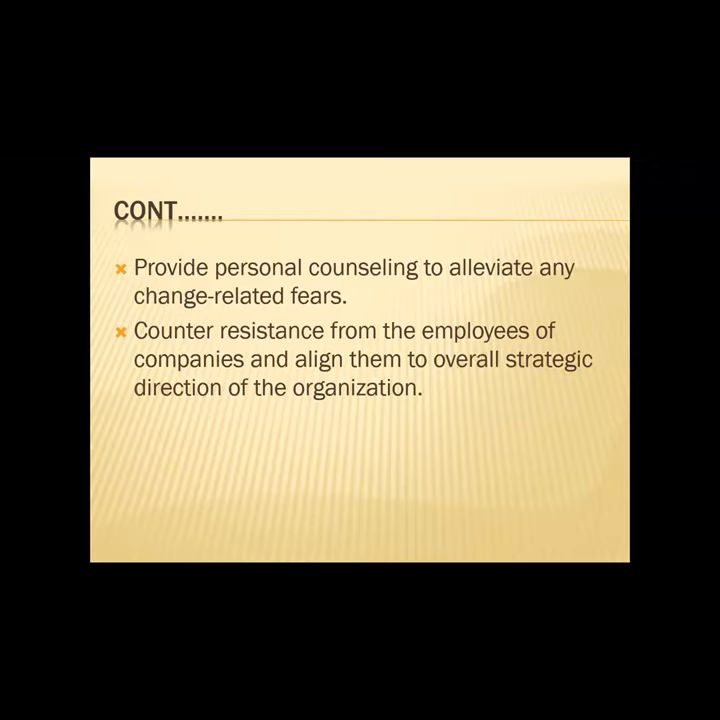 CONT.......
Provide personal counseling to alleviate any
change-related fears.
Counter resistance from the employees of
companies and align them to overall strategic
direction of the organization.